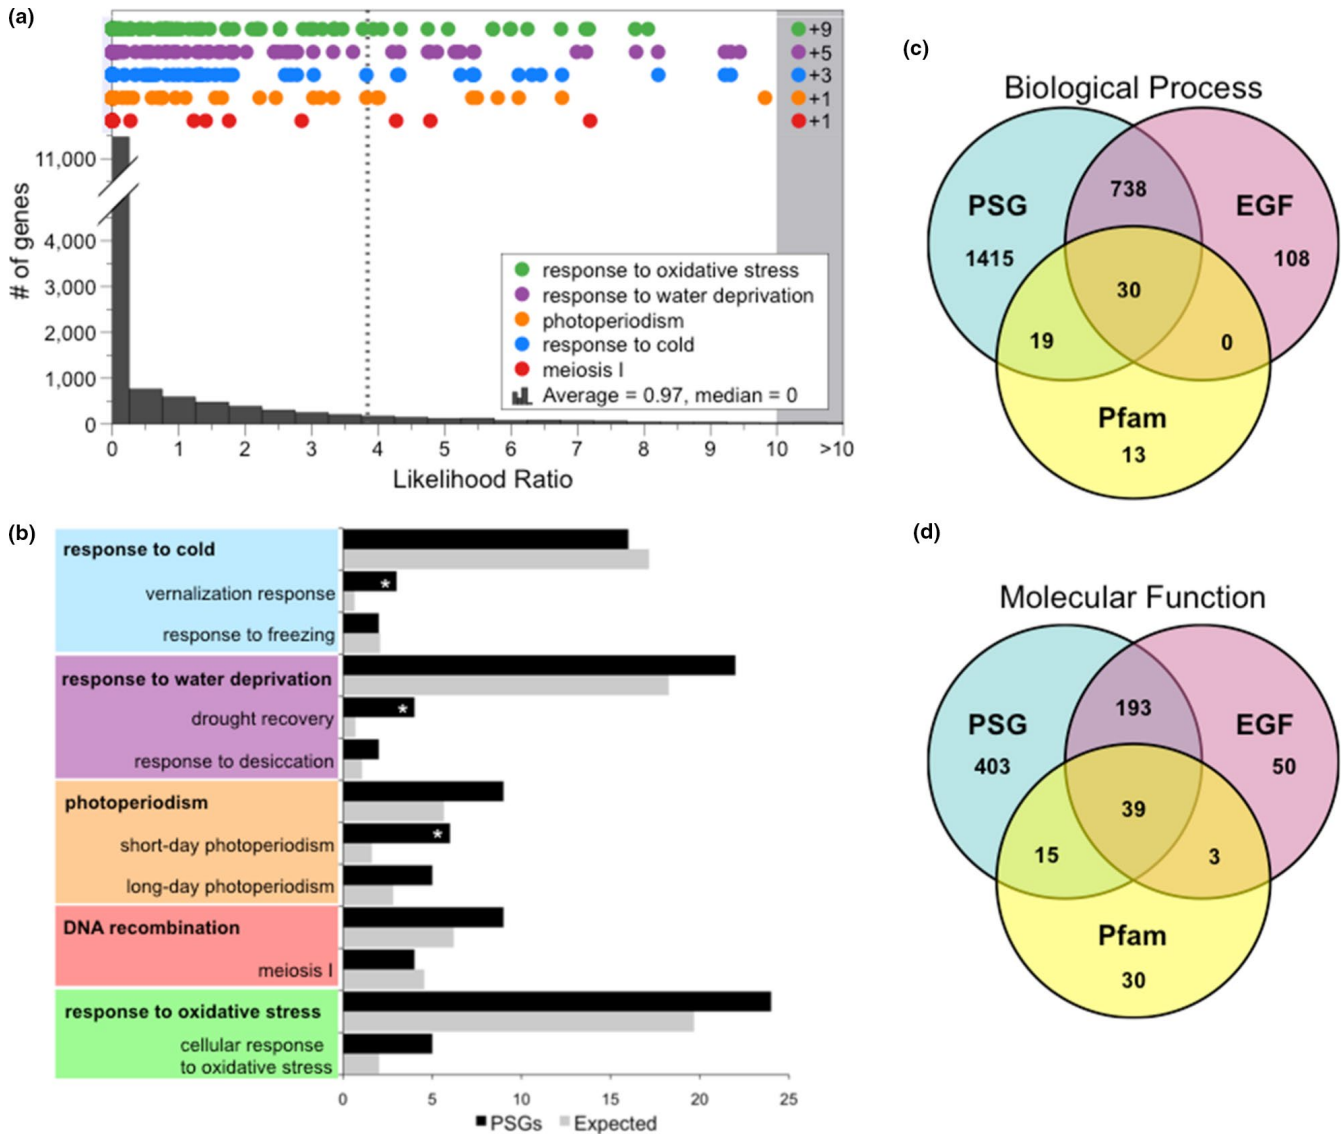 (a)
+9
+5
+3
+1
+1
# of genes
11,000
4,000
3,000
2,000
1,000
0
response to oxidative stress
response to water deprivation
photoperiodism
response to cold
meiosis I
Average = 0.97, median = 0
0 1 2 3 4 5 6 7 8 9 10 >10
Likelihood Ratio
(b)
response to cold
vernalization response
*
response to freezing
response to water deprivation
drought recovery
*
response to desiccation
photoperiodism
short-day photoperiodism
*
long-day photoperiodism
DNA recombination
meiosis I
response to oxidative stress
cellular response
to oxidative stress
0 5 10 15 20 25
PSGs Expected
(c)
Biological Process
738
PSG EGF
1415 108
30
19 0
Pfam
13
(d)
Molecular Function
193
PSG EGF
403 50
39
15 3
Pfam
30